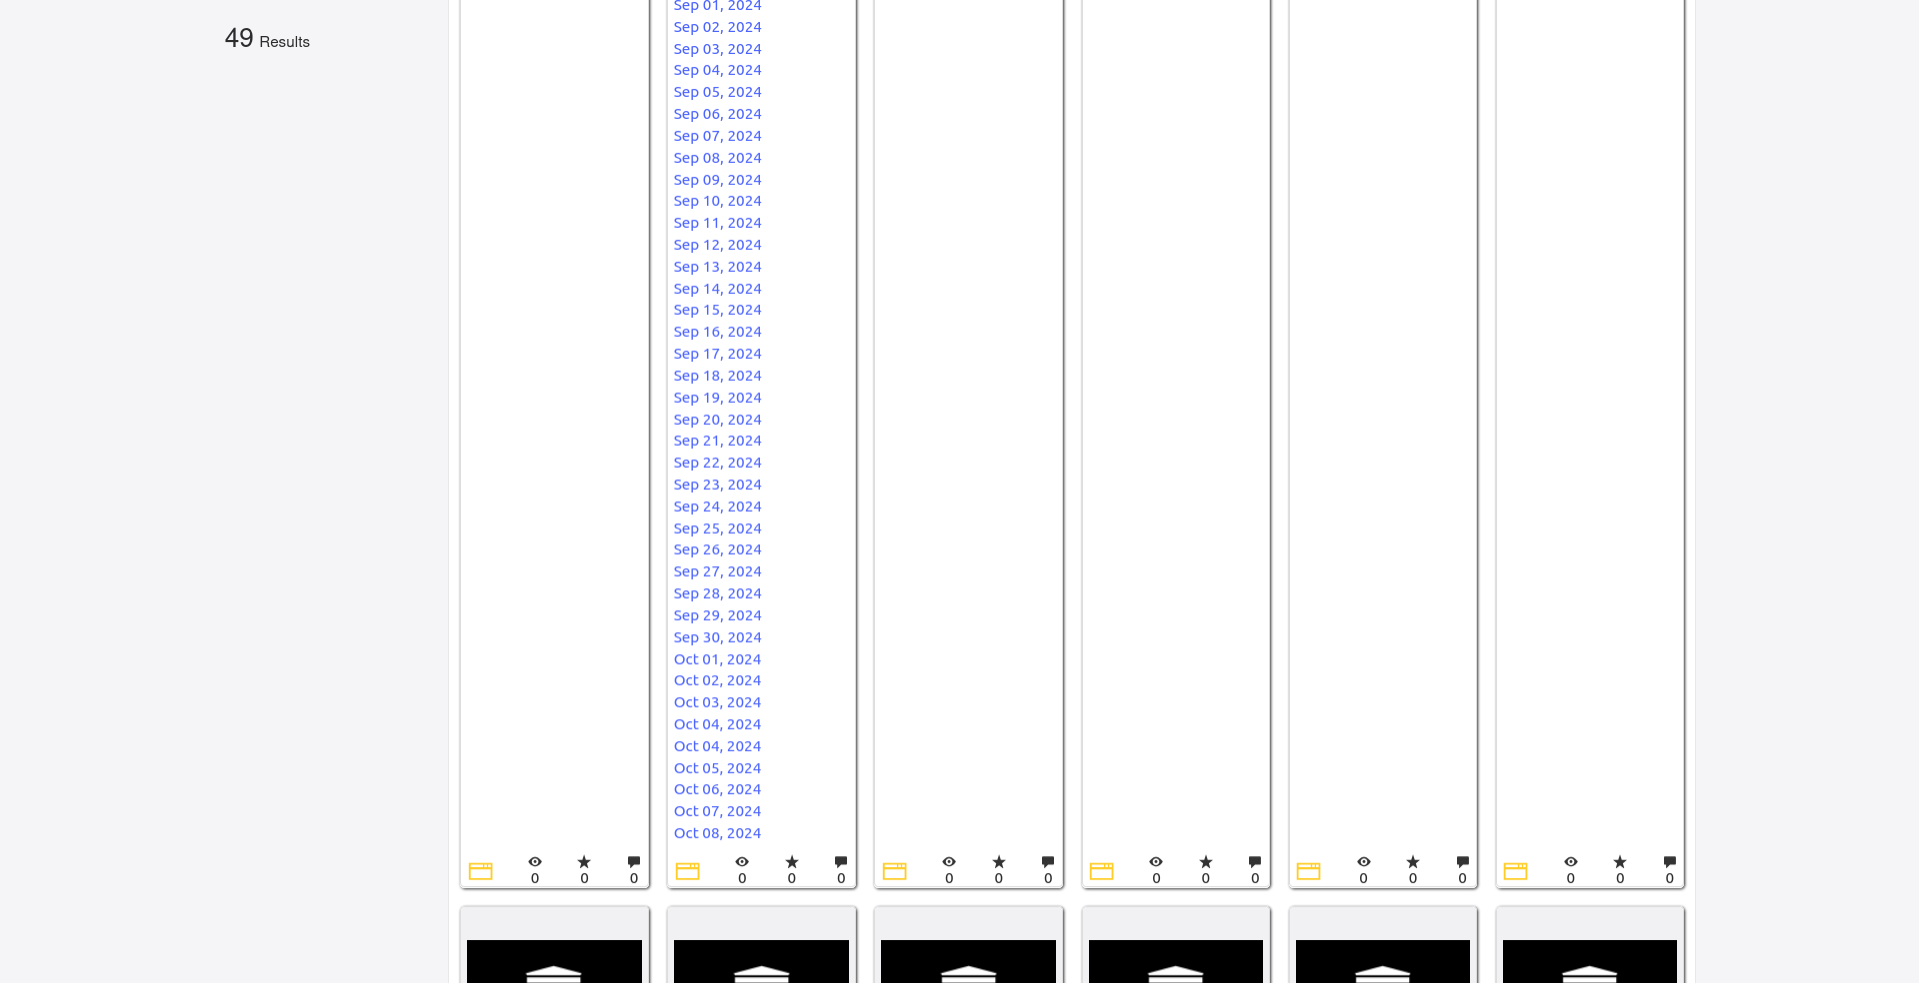 49 Results
Sep 01, 2024
Sep 02, 2024
Sep 03, 2024
Sep 04, 2024
Sep 05, 2024
Sep 06, 2024
Sep 07, 2024
Sep 08, 2024
Sep 09, 2024
Sep 10, 2024
Sep 11, 2024
Sep 12, 2024
Sep 13, 2024
Sep 14, 2024
Sep 15, 2024
Sep 16, 2024
Sep 17, 2024
Sep 18, 2024
Sep 19, 2024
Sep 20, 2024
Sep 21, 2024
Sep 22, 2024
Sep 23, 2024
Sep 24, 2024
Sep 25, 2024
Sep 26, 2024
Sep 27, 2024
Sep 28, 2024
Sep 29, 2024
Sep 30, 2024
Oct 01, 2024
Oct 02, 2024
Oct 03, 2024
Oct 04, 2024
Oct 04, 2024
Oct 05, 2024
Oct 06, 2024
Oct 07, 2024
Oct 08, 2024
0 0 0 0 0 0 0 0 0 0 0 0 0 0 0 0 0 0